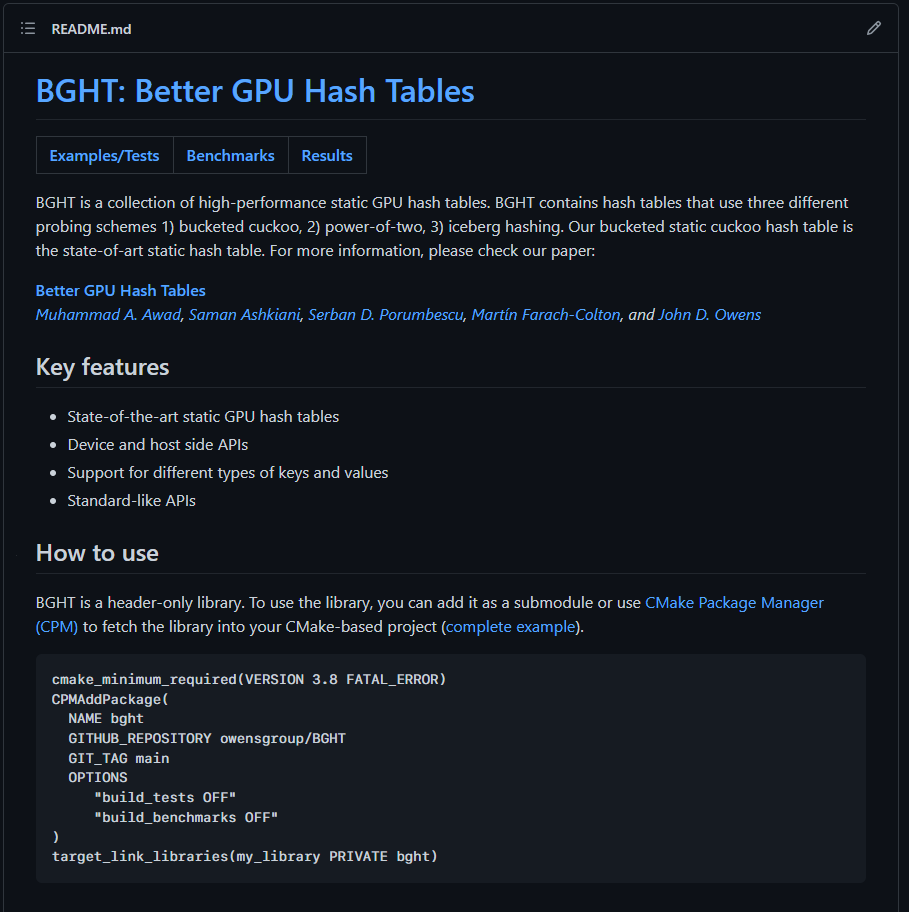 README.md
BGHT: Better GPU Hash Tables
Examples/Tests Benchmarks Results
BGHT is a collection of high-performance static GPU hash tables. BGHT contains hash tables that use three different
probing schemes 1) bucketed cuckoo, 2) power-of-two, 3) iceberg hashing. Our bucketed static cuckoo hash table is
the state-of-art static hash table. For more information, please check our paper:
Better GPU Hash Tables
Muhammad A. Awad, Saman Ashkiani, Serban D. Porumbescu, Martín Farach-Colton, and John D. Owens
Key features
• State-of-the-art static GPU hash tables
• Device and host side APIs
• Support for different types of keys and values
• Standard-like APIs
How to use
BGHT is a header-only library. To use the library, you can add it as a submodule or use CMake Package Manager
(CPM) to fetch the library into your CMake-based project (complete example).
cmake_minimum_required(VERSION 3.8 FATAL_ERROR)
CPMAddPackage(
  NAME bght
  GITHUB_REPOSITORY owensgroup/BGHT
  GIT_TAG main
  OPTIONS
     "build_tests OFF"
     "build_benchmarks OFF"
)
target_link_libraries(my_library PRIVATE bght)